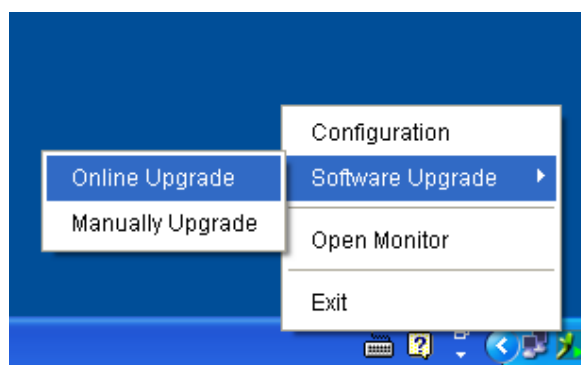 Configuration
Online Upgrade
Software Upgrade
Manually Upgrade
Open Monitor
Exit
?